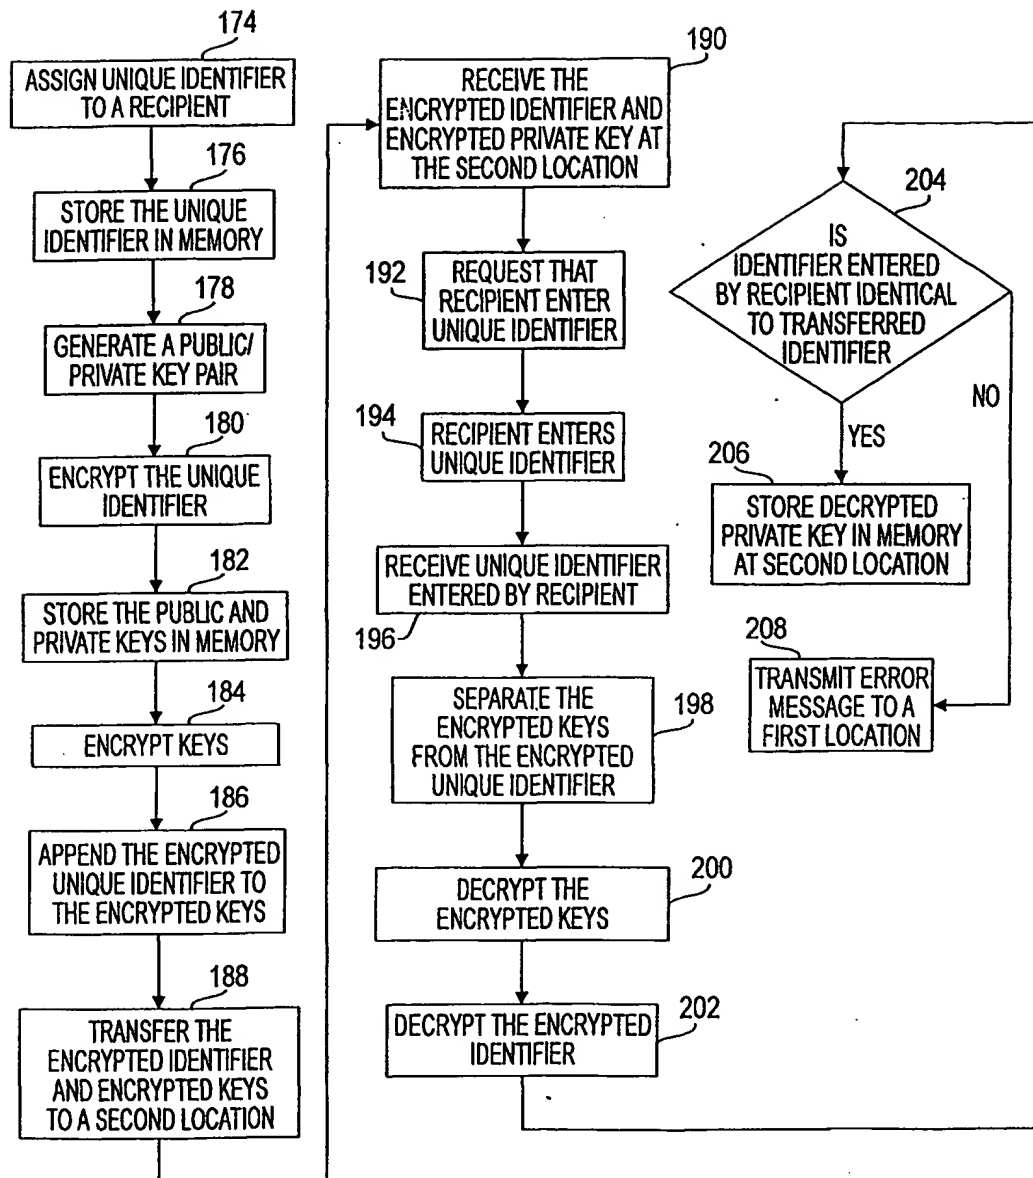 174
ASSIGN UNIQUE IDENTIFIER
TO A RECIPIENT
176
STORE THE UNIQUE
IDENTIFIER IN MEMORY
178
GENERATE A PUBLIC/
PRIVATE KEY PAIR
180
ENCRYPT THE UNIQUE
IDENTIFIER
182
STORE THE PUBLIC AND
PRIVATE KEYS IN MEMORY
184
ENCRYPT KEYS
186
APPEND THE ENCRYPTED
UNIQUE IDENTIFIER TO
THE ENCRYPTED KEYS
188
TRANSFER THE
ENCRYPTED IDENTIFIER
AND ENCRYPTED KEYS
TO A SECOND LOCATION
190
RECEIVE THE
ENCRYPTED IDENTIFIER AND
ENCRYPTED PRIVATE KEY AT
THE SECOND LOCATION
192
REQUEST THAT
RECIPIENT ENTER
UNIQUE IDENTIFIER
194
RECIPIENT ENTERS
UNIQUE IDENTIFIER
RECEIVE UNIQUE IDENTIFIER
ENTERED BY RECIPIENT
196
SEPARATE THE
ENCRYPTED KEYS
FROM THE ENCRYPTED
UNIQUE IDENTIFIER
198
DECRYPT THE
ENCRYPTED KEYS
200
DECRYPT THE ENCRYPTED
IDENTIFIER
202
204
IS
IDENTIFIER ENTERED
BY RECIPIENT IDENTICAL
TO TRANSFERRED
IDENTIFIER
NO
YES
206
STORE DECRYPTED
PRIVATE KEY IN MEMORY
AT SECOND LOCATION
208
TRANSMIT ERROR
MESSAGE TO A
FIRST LOCATION